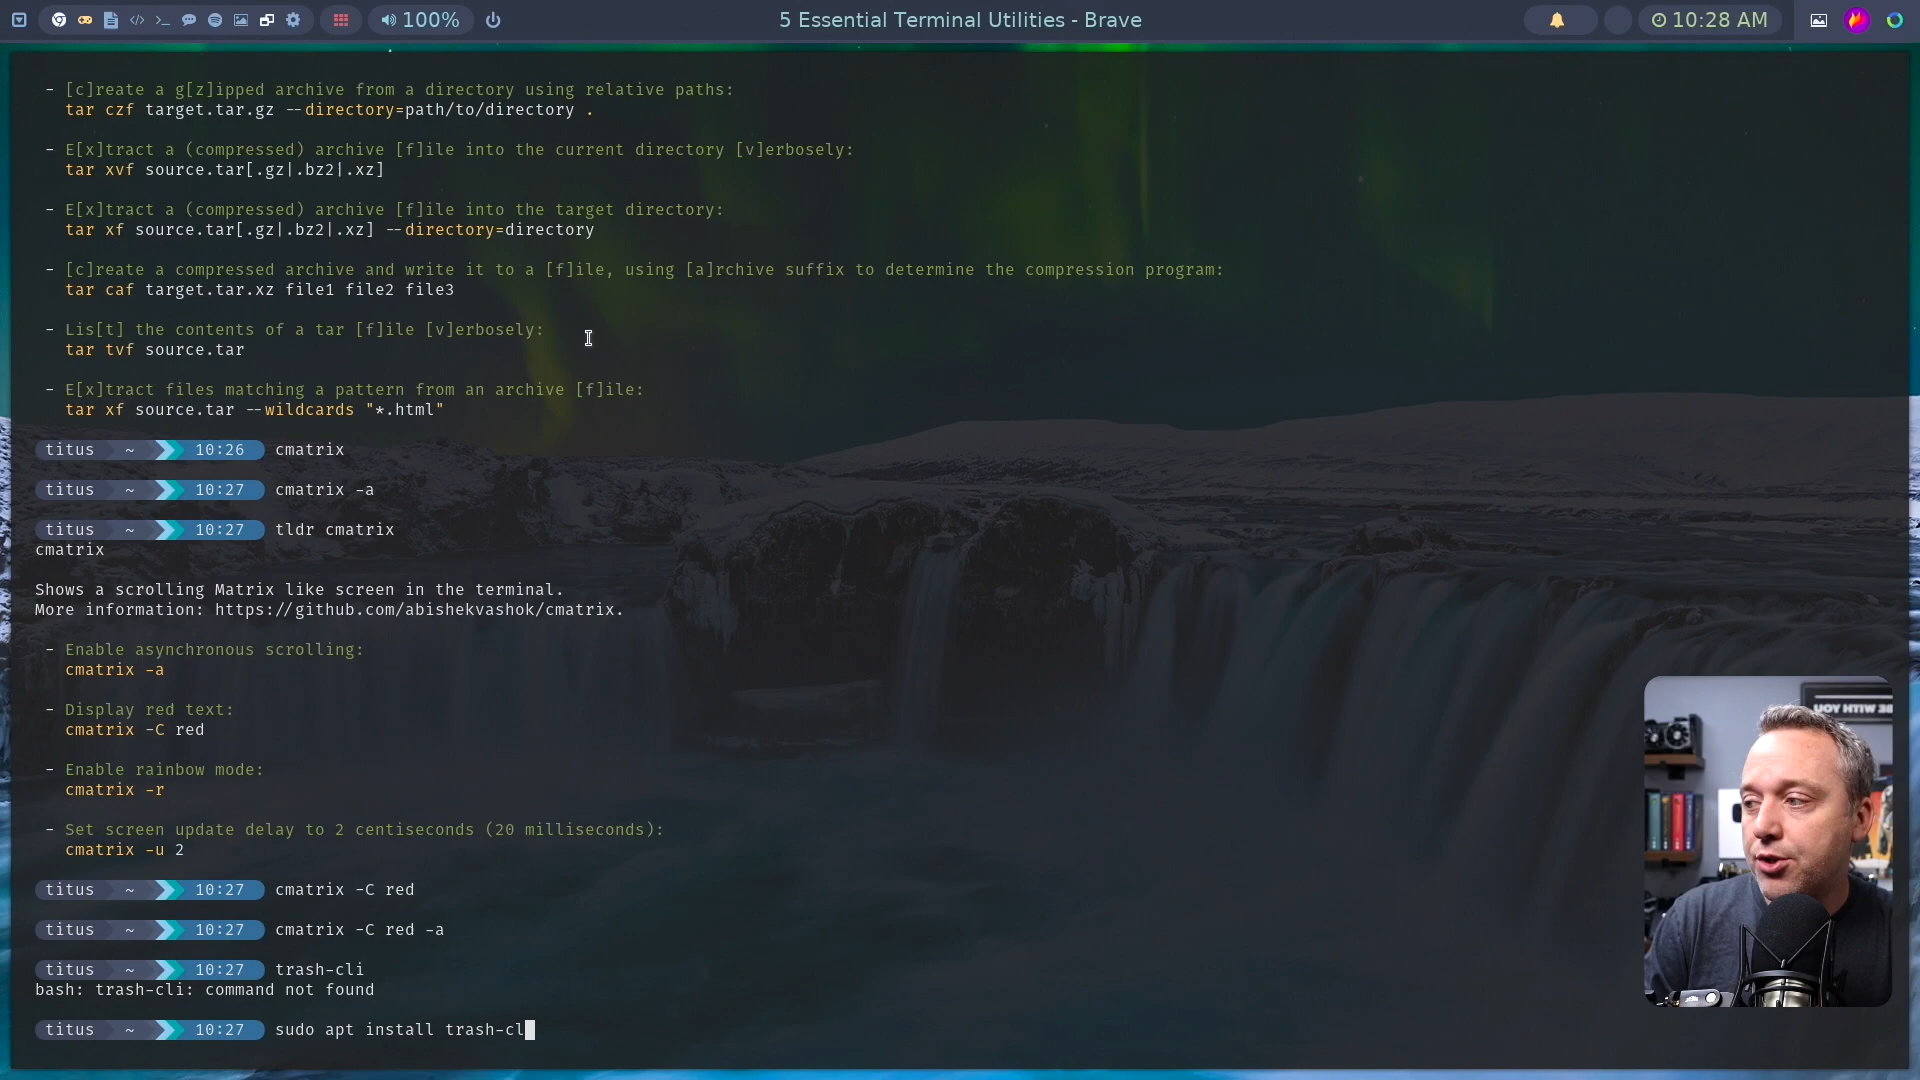 100%
5 Essential Terminal Utilities - Brave
10:28 AM
- [c]reate a g[z]ipped archive from a directory using relative paths:
tar czf target.tar.gz --directory=path/to/directory .
- E[x]tract a (compressed) archive [f]ile into the current directory [v]erbosely:
tar xvf source.tar[.gz|.bz2|.xz]
- E[x]tract a (compressed) archive [f]ile into the target directory:
tar xf source.tar[.gz|.bz2|.xz] --directory=directory
- [c]reate a compressed archive and write it to a [f]ile, using [a]rchive suffix to determine the compression program:
tar caf target.tar.xz file1 file2 file3
- Lis[t] the contents of a tar [f]ile [v]erbosely:
tar tvf source.tar
- E[x]tract files matching a pattern from an archive [f]ile:
tar xf source.tar --wildcards "*.html"
titus ~ 10:26 cmatrix
titus ~ 10:27 cmatrix -a
titus ~ 10:27 tldr cmatrix
cmatrix
Shows a scrolling Matrix like screen in the terminal.
More information: https://github.com/abishekvashok/cmatrix.
- Enable asynchronous scrolling:
cmatrix -a
- Display red text:
cmatrix -C red
- Enable rainbow mode:
cmatrix -r
- Set screen update delay to 2 centiseconds (20 milliseconds):
cmatrix -u 2
titus ~ 10:27 cmatrix -C red
titus ~ 10:27 cmatrix -C red -a
titus ~ 10:27 trash-cli
bash: trash-cli: command not found
titus ~ 10:27 sudo apt install trash-cl